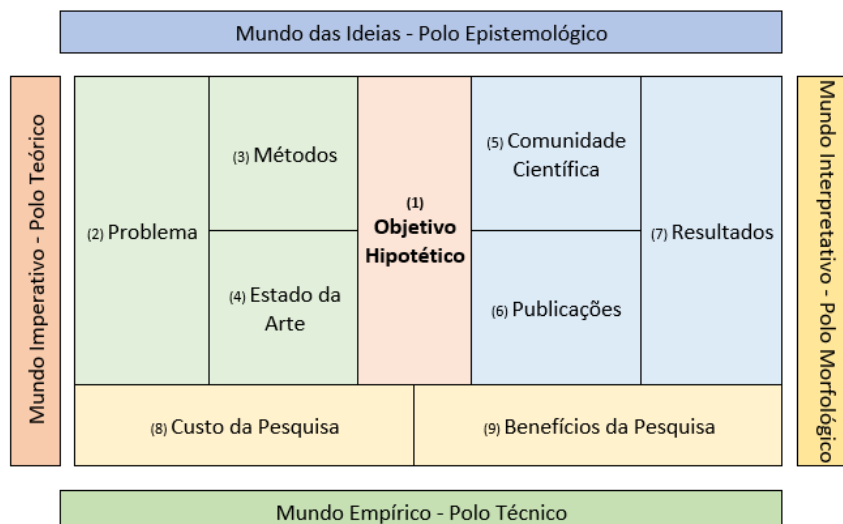 Mundo das Ideias - Polo Epistemológico
Mundo Imperativo - Polo Teórico
(2) Problema
(3) Métodos
(4) Estado da
Arte
(1)
Objetivo
Hipotético
(5) Comunidade
Científica
(6) Publicações
(7) Resultados
Mundo Interpretativo - Polo Morfológico
(8) Custo da Pesquisa
(9) Benefícios da Pesquisa
Mundo Empírico - Polo Técnico